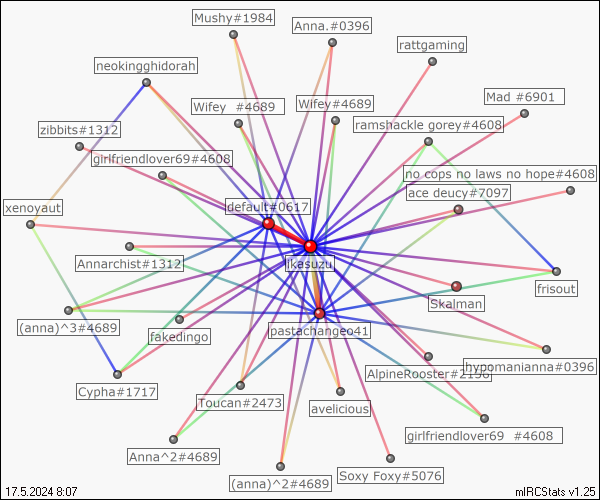 Mushy#1984
Anna.#0396
rattgaming
neokingghidorah
Mad #6901
Wifey  #4689
Wifey#4689
ramshackle gorey#4608
zibbits#1312
girlfriendlover69#4608
no cops no laws no hope#4608
ace deucy#7097
xenoyaut
default#0617
jikasuzu
Annarchist#1312
frisout
Skalman
(anna)^3#4689
fakedingo
pastachangeo41
hypomanianna#0396
AlpineRooster#2158
Cypha#1717
Toucan#2473
avelicious
girlfriendlover69  #4608
Anna^2#4689
(anna)^2#4689
Soxy Foxy#5076
17.5.2024 8:07
mIRCStats v1.25